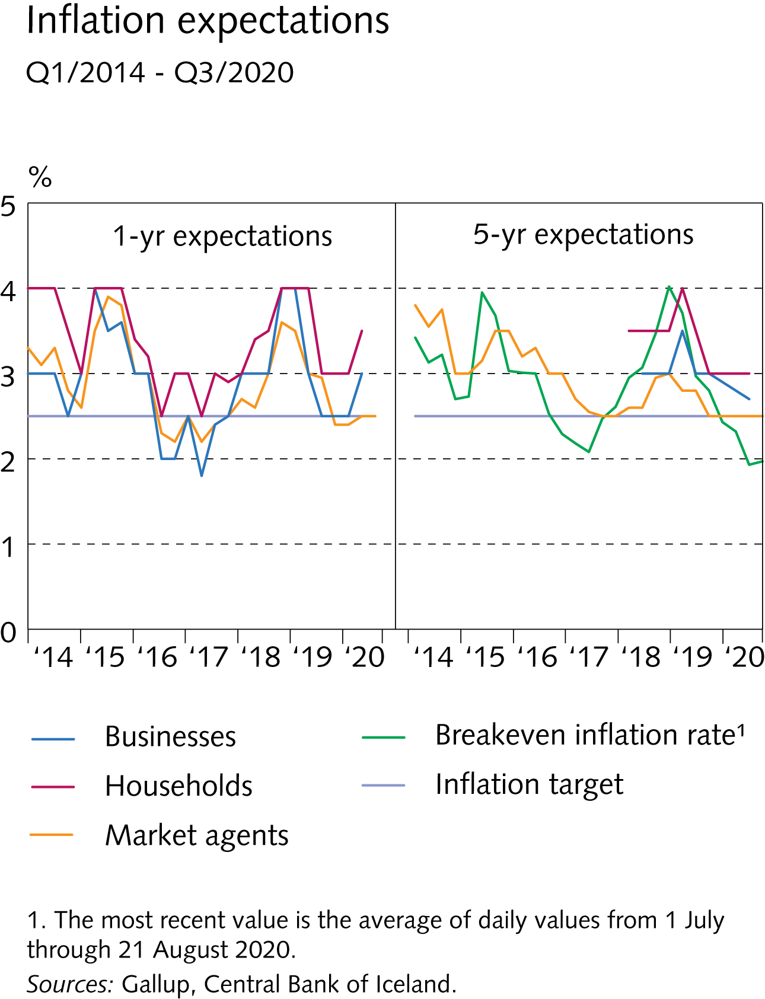 Inflation expectations
Q1/2014 - Q3/2020
%
5
4
3
2
1
0
1-yr expectations
5-yr expectations
‘14 ‘15 ‘16 ‘17 ‘18 ‘19 ‘20
‘14 ‘15 ‘16 ‘17 ‘18 ‘19 ‘20
Businesses
Households
Market agents
Breakeven inflation rate¹
Inflation target
1. The most recent value is the average of daily values from 1 July
through 21 August 2020.
Sources: Gallup, Central Bank of Iceland.